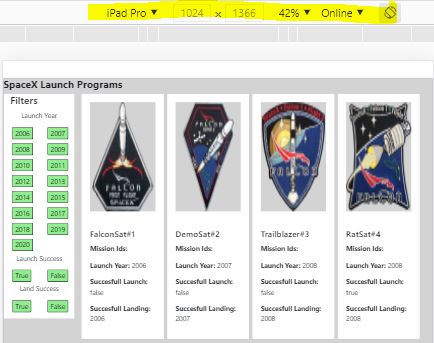 iPad Pro ▼ 1024 × 1366 42% ▼ Online ▼
SpaceX Launch Programs
Filters
Launch Year
2006 2007
2008 2009
2010 2011
2012 2013
2014 2015
2016 2017
2018 2019
2020
Launch Success
True False
Land Success
True False
FALCON
FIRST FLIGHT
SPACEX
FalconSat#1
Mission Ids:
Launch Year: 2006
Succesfull Launch:
false
Succesfull Landing:
2006
FALCON
DemoSat#2
Mission Ids:
Launch Year: 2007
Succesfull Launch:
false
Succesfull Landing:
2007
FALCON
Trailblazer#3
Mission Ids:
Launch Year: 2008
Succesfull Launch:
false
Succesfull Landing:
2008
FALCON
RatSat#4
Mission Ids:
Launch Year: 2008
Succesfull Launch:
true
Succesfull Landing:
2008